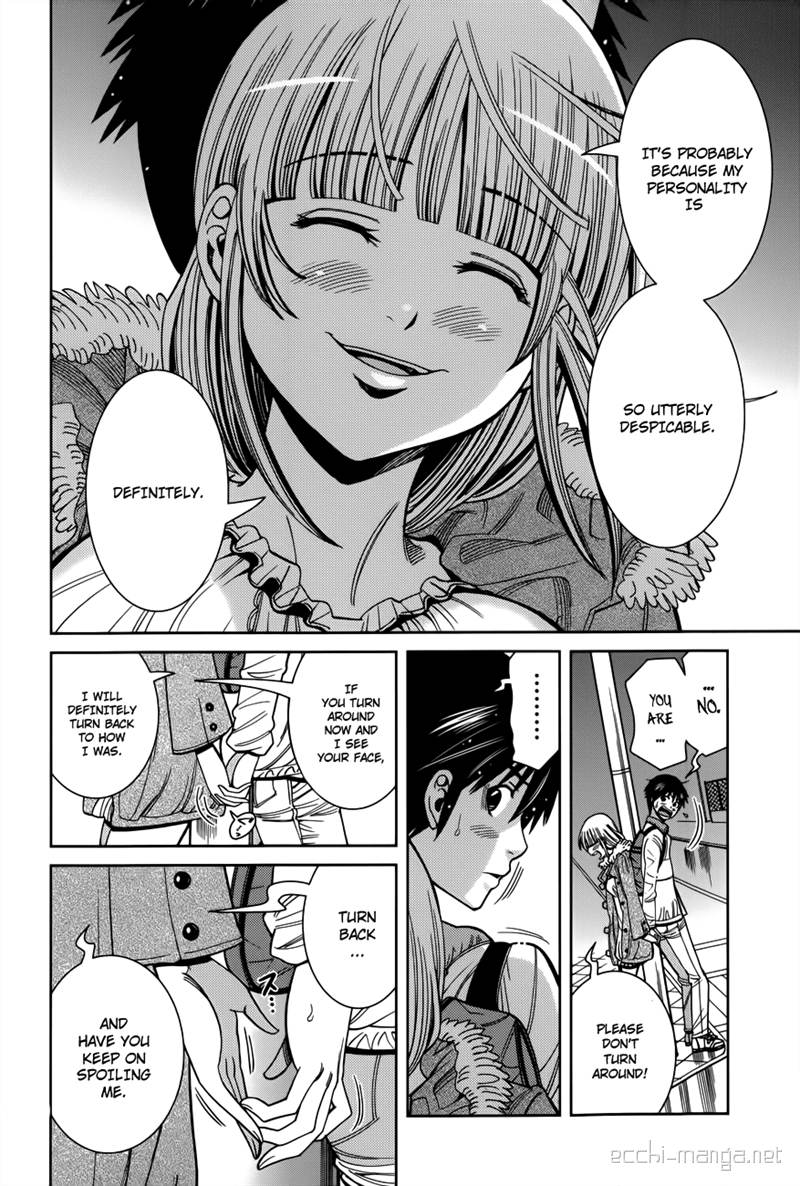 IT'S PROBABLY
BECAUSE MY
PERSONALITY
IS
SO UTTERLY
DESPICABLE.
DEFINITELY.
...
NO.
YOU
ARE
...
PLEASE
DON'T
TURN
AROUND!
.........
IF
YOU TURN
AROUND
NOW AND
I SEE
YOUR FACE,
I WILL
DEFINITELY
TURN BACK
TO HOW
I WAS.
TURN
BACK
...
ス...
AND
HAVE YOU
KEEP ON
SPOILING
ME.
ecchi-manga.net